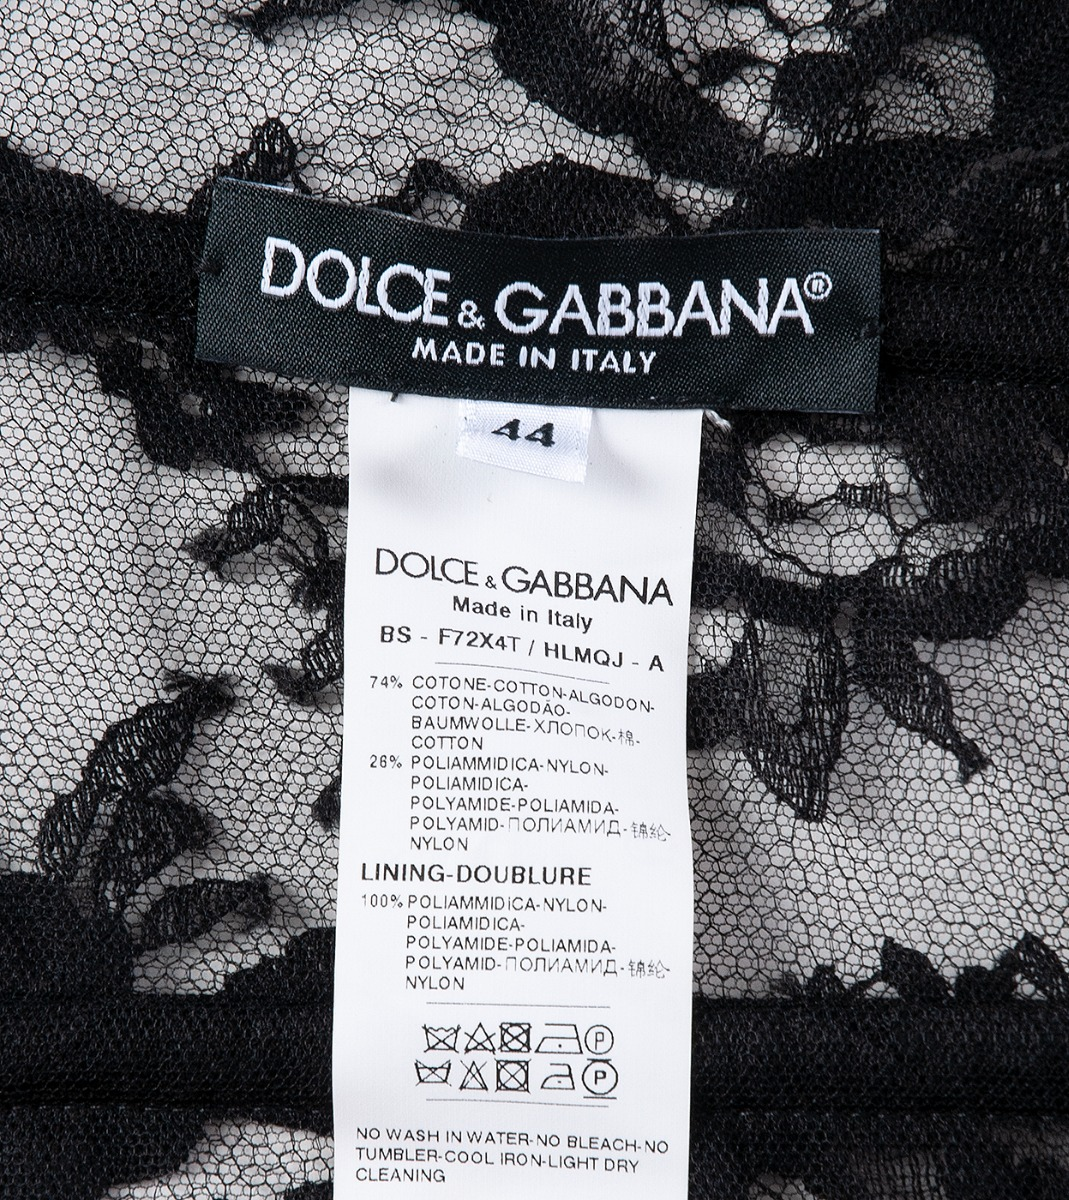 DOLCE & GABBANA®
MADE IN ITALY
44
DOLCE & GABBANA
Made in Italy
BS - F72X4T / HLMQJ - A
74% COTONE-COTTON-ALGODON-
COTON-ALGODÃO-
BAUMWOLLE-ХЛОПОК-棉-
COTTON
26% POLIAMMIDICA-NYLON-
POLIAMIDICA-
POLYAMIDE-POLIAMIDA-
POLYAMID-ПОЛИАМИД-锦纶-
NYLON
LINING-DOUBLURE
100% POLIAMMIDICA-NYLON-
POLIAMIDICA-
POLYAMIDE-POLIAMIDA-
POLYAMID-ПОЛИАМИД-锦纶-
NYLON
P
P
NO WASH IN WATER-NO BLEACH-NO
TUMBLER-COOL IRON-LIGHT DRY
CLEANING